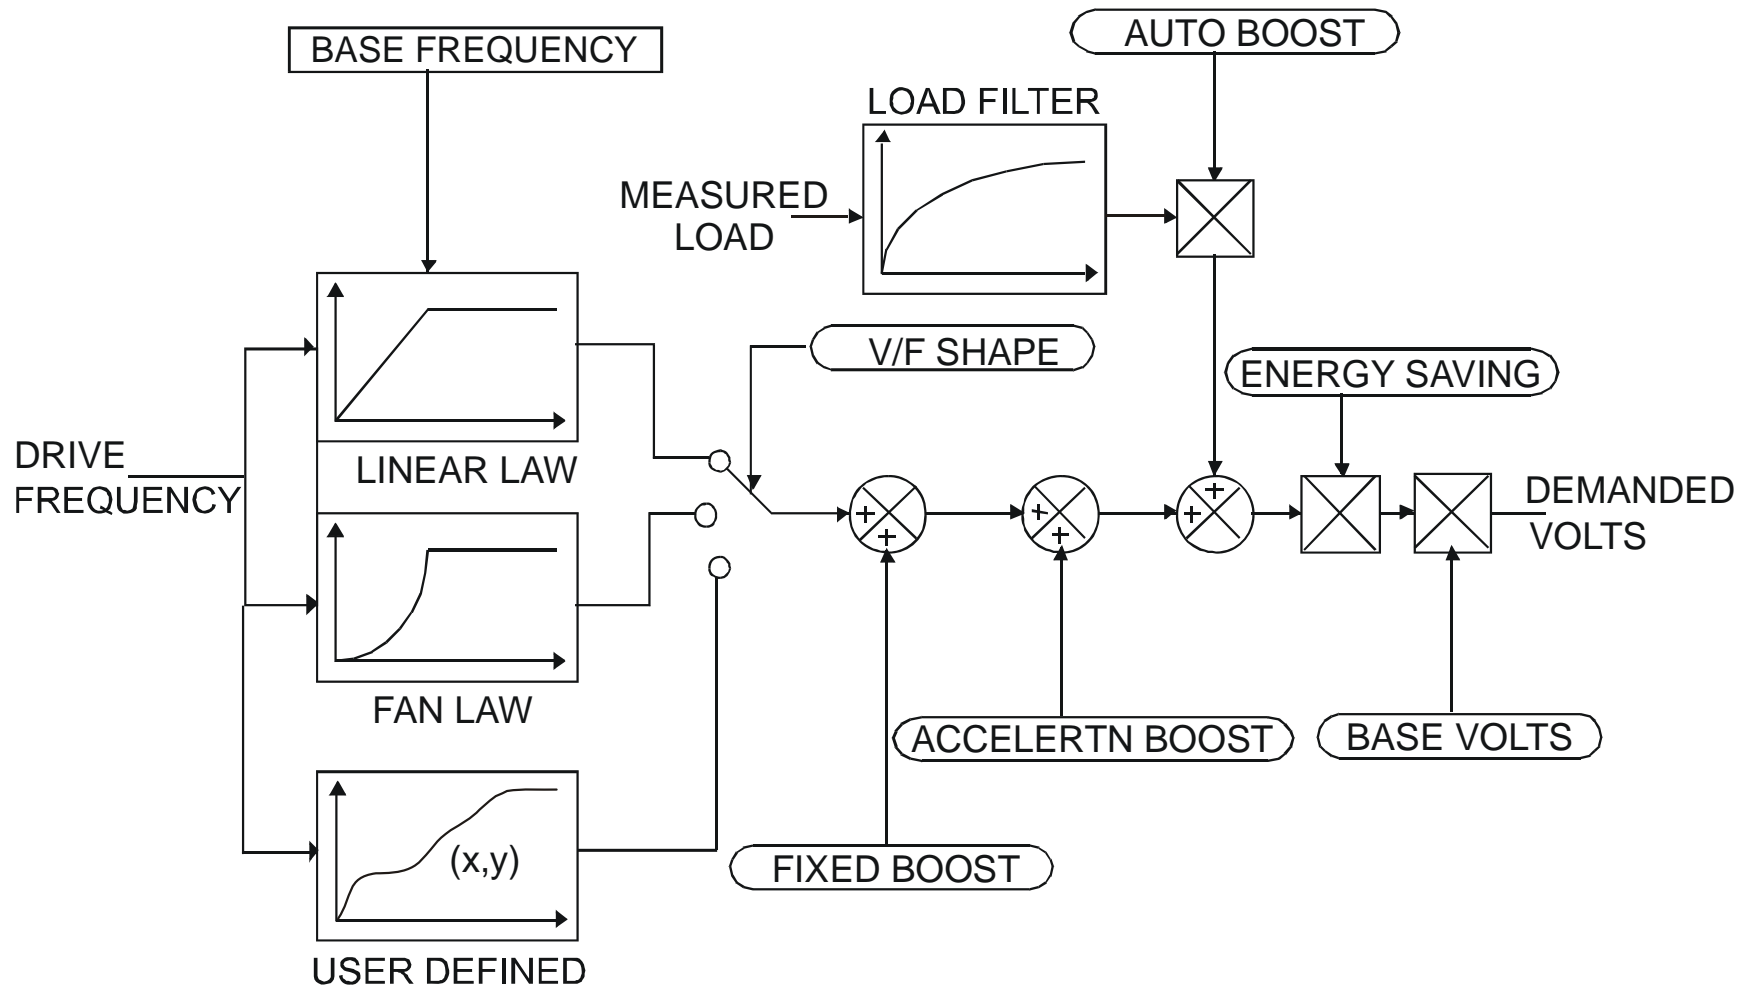 BASE FREQUENCY
AUTO BOOST
LOAD FILTER
MEASURED
LOAD
V/F SHAPE
ENERGY SAVING
DRIVE
FREQUENCY
LINEAR LAW
+
+
+
+
+
+
DEMANDED
VOLTS
FAN LAW
ACCELERTN BOOST
BASE VOLTS
(x,y)
FIXED BOOST
USER DEFINED